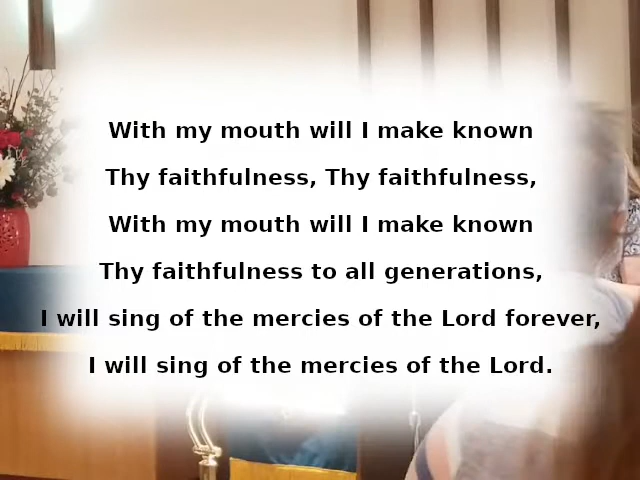 With my mouth will I make known
Thy faithfulness, Thy faithfulness,
With my mouth will I make known
Thy faithfulness to all generations,
I will sing of the mercies of the Lord forever,
I will sing of the mercies of the Lord.